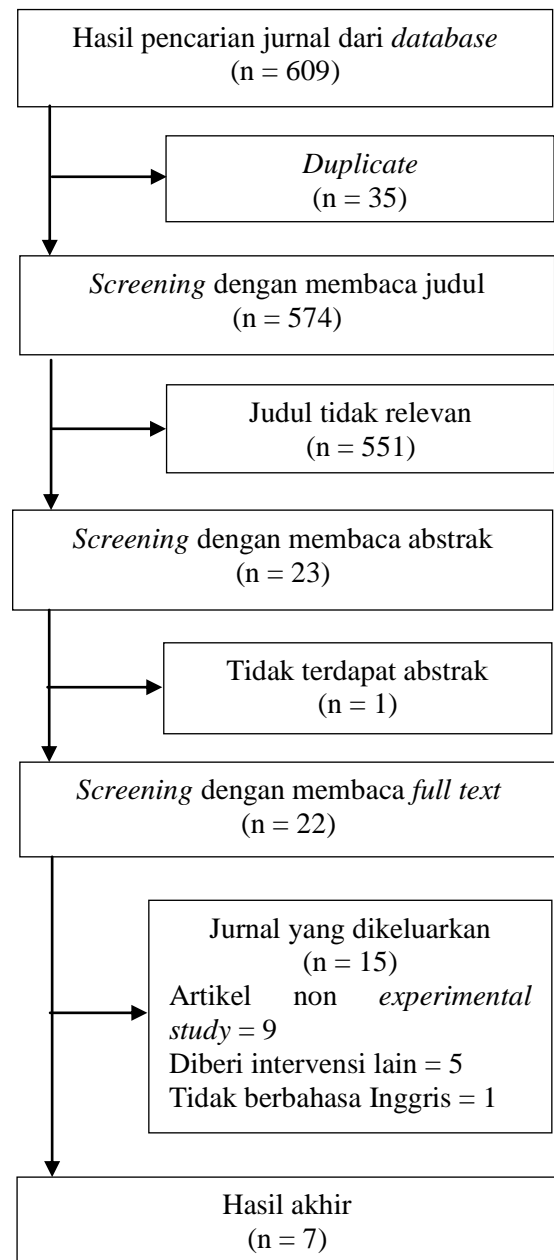 Hasil pencarian jurnal dari database
(n = 609)
Duplicate
(n = 35)
Screening dengan membaca judul
(n = 574)
Judul tidak relevan
(n = 551)
Screening dengan membaca abstrak
(n = 23)
Tidak terdapat abstrak
(n = 1)
Screening dengan membaca full text
(n = 22)
Jurnal yang dikeluarkan
(n = 15)
Artikel non experimental
study = 9
Diberi intervensi lain = 5
Tidak berbahasa Inggris = 1
Hasil akhir
(n = 7)